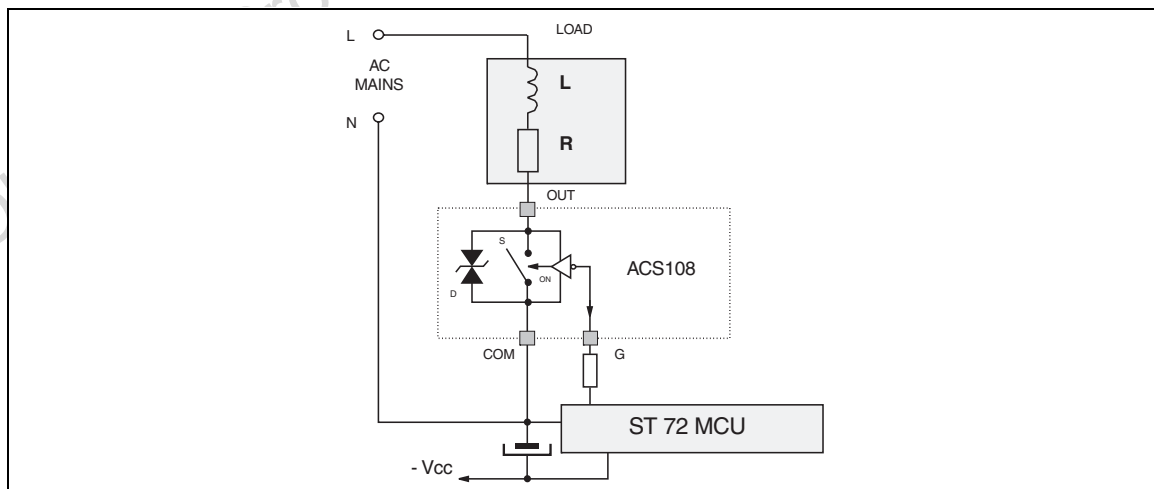 LOAD
L
AC
MAINS
N
L
R
OUT
S
ON
D
ACS108
COM
G
ST 72 MCU
- Vcc